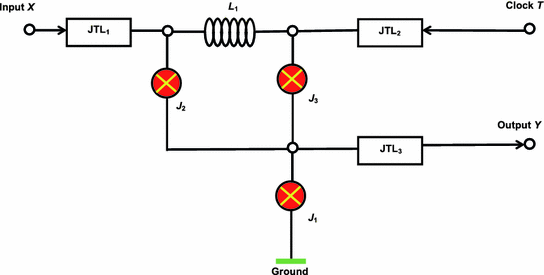 Input X
JTL₁
L₁
JTL₂
Clock T
J₂
J₃
Output Y
JTL₃
J₁
Ground